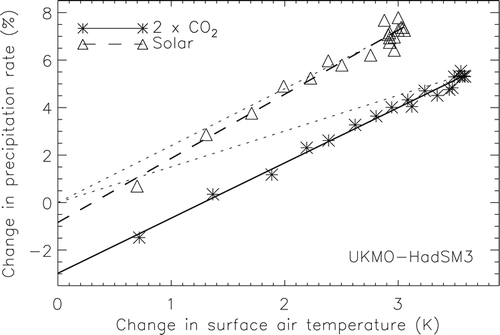 8
6
4
2
0
−2
2 x CO2
Solar
UKMO−HadSM3
0 1 2 3
Change in surface air temperature (K)
Change in precipitation rate (%)